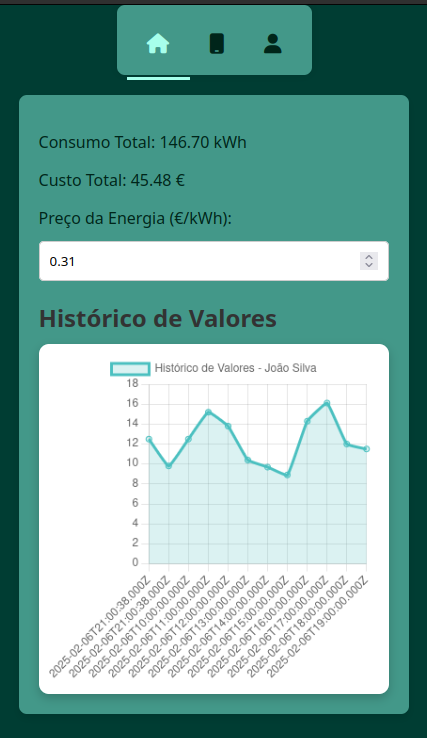 Consumo Total: 146.70 kWh
Custo Total: 45.48 €
Preço da Energia (€/kWh):
0.31
Histórico de Valores
Histórico de Valores - João Silva
18
16
14
12
10
8
6
4
2
0
2025-02-06T21:00:38.000Z
2025-02-06T21:00:38.000Z
2025-02-06T10:00:00.000Z
2025-02-06T11:00:00.000Z
2025-02-06T12:00:00.000Z
2025-02-06T13:00:00.000Z
2025-02-06T14:00:00.000Z
2025-02-06T15:00:00.000Z
2025-02-06T16:00:00.000Z
2025-02-06T17:00:00.000Z
2025-02-06T18:00:00.000Z
2025-02-06T19:00:00.000Z